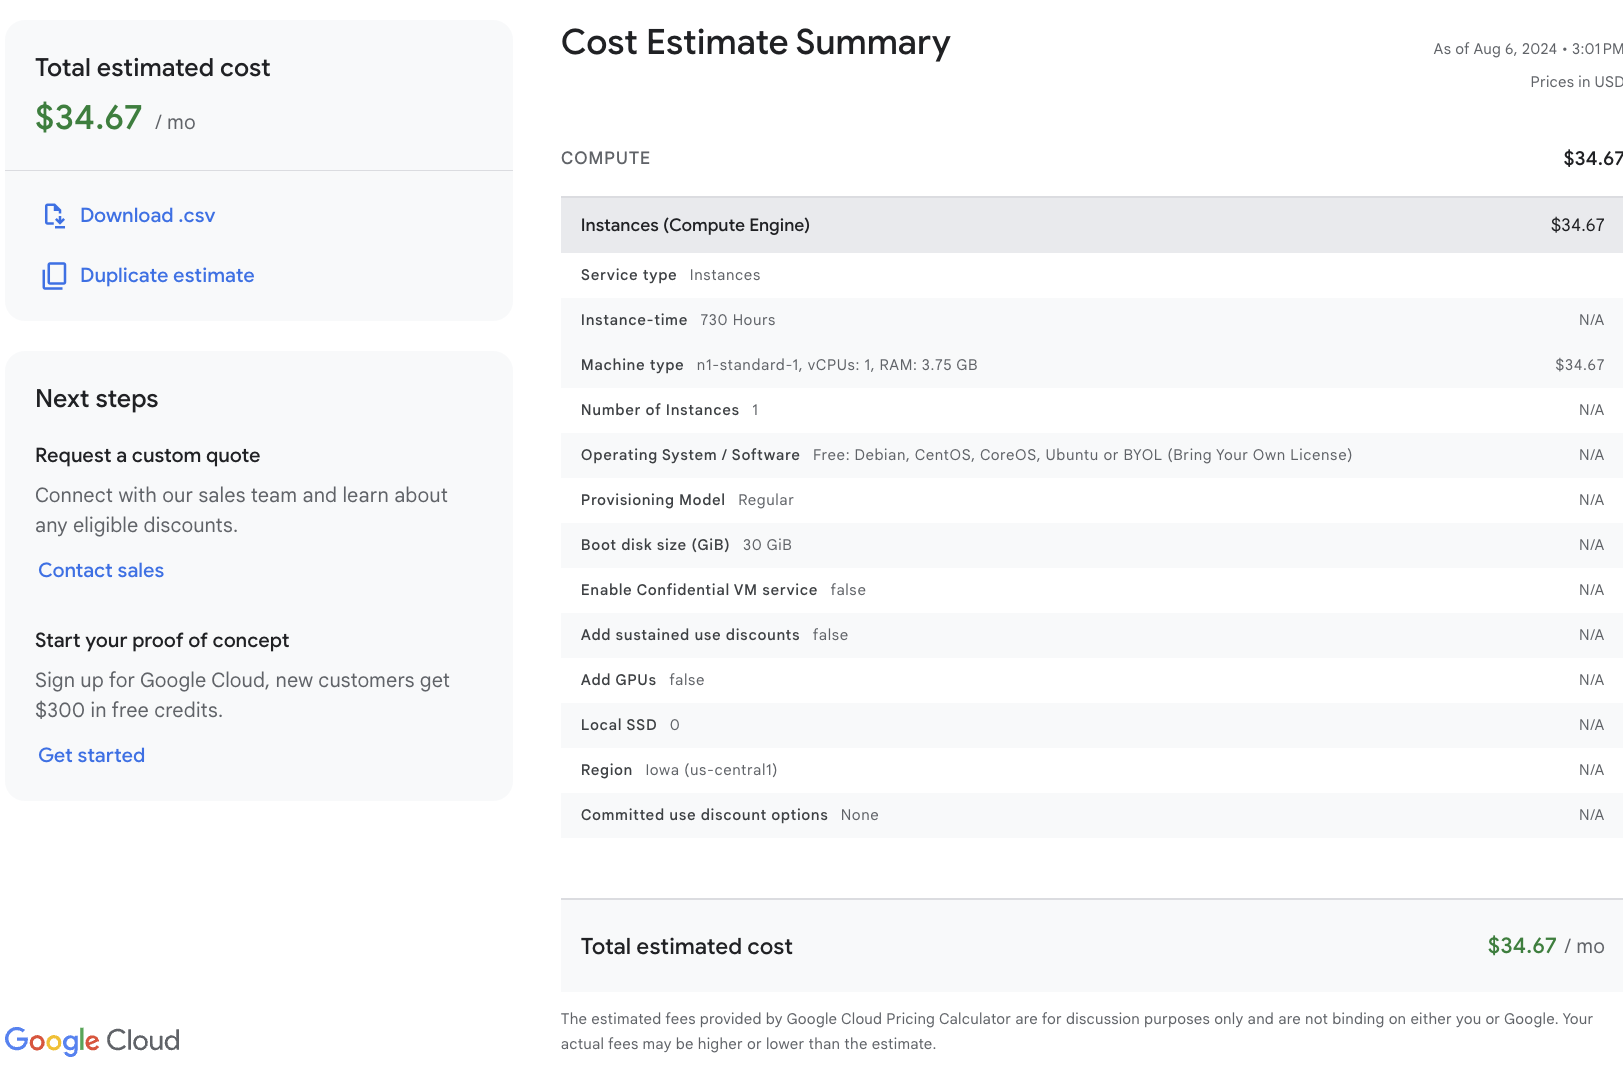 Total estimated cost
$34.67 / mo
Download .csv
Duplicate estimate
Next steps
Request a custom quote
Connect with our sales team and learn about
any eligible discounts.
Contact sales
Start your proof of concept
Sign up for Google Cloud, new customers get
$300 in free credits.
Get started
Google Cloud
Cost Estimate Summary
As of Aug 6, 2024 • 3:01 PM
Prices in USD
COMPUTE $34.67
Instances (Compute Engine) $34.67
Service type Instances
Instance-time 730 Hours N/A
Machine type n1-standard-1, vCPUs: 1, RAM: 3.75 GB $34.67
Number of Instances 1 N/A
Operating System / Software Free: Debian, CentOS, CoreOS, Ubuntu or BYOL (Bring Your Own License) N/A
Provisioning Model Regular N/A
Boot disk size (GiB) 30 GiB N/A
Enable Confidential VM service false N/A
Add sustained use discounts false N/A
Add GPUs false N/A
Local SSD 0 N/A
Region Iowa (us-central1) N/A
Committed use discount options None N/A
Total estimated cost $34.67 / mo
The estimated fees provided by Google Cloud Pricing Calculator are for discussion purposes only and are not binding on either you or Google. Your
actual fees may be higher or lower than the estimate.